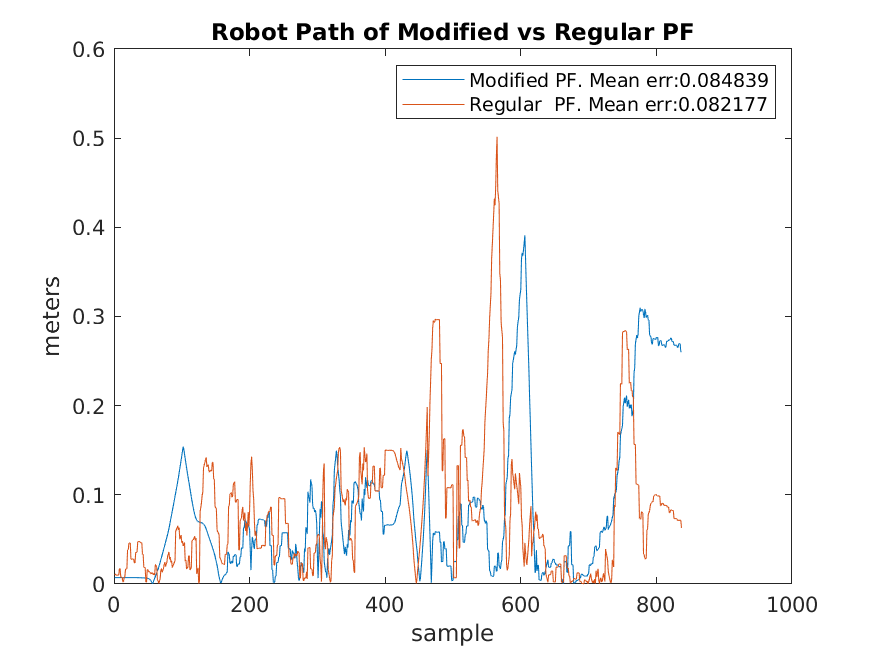 Robot Path of Modified vs Regular PF
Modified PF. Mean err:0.084839
Regular  PF. Mean err:0.082177
0.6
0.5
0.4
0.3
0.2
0.1
0
meters
0 200 400 600 800 1000
sample